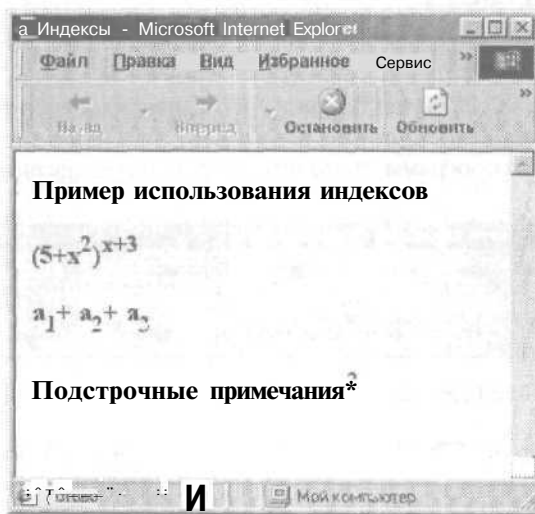 а_Индексы - Microsoft Internet Explorer
Файл Правка Вид Избранное Сервис »
Назад Вперед Остановить Обновить »
Пример использования индексов
(5+x²)ˣ⁺³
a₁+ a₂+ a₃
Подстрочные примечания*
И Мой компьютер